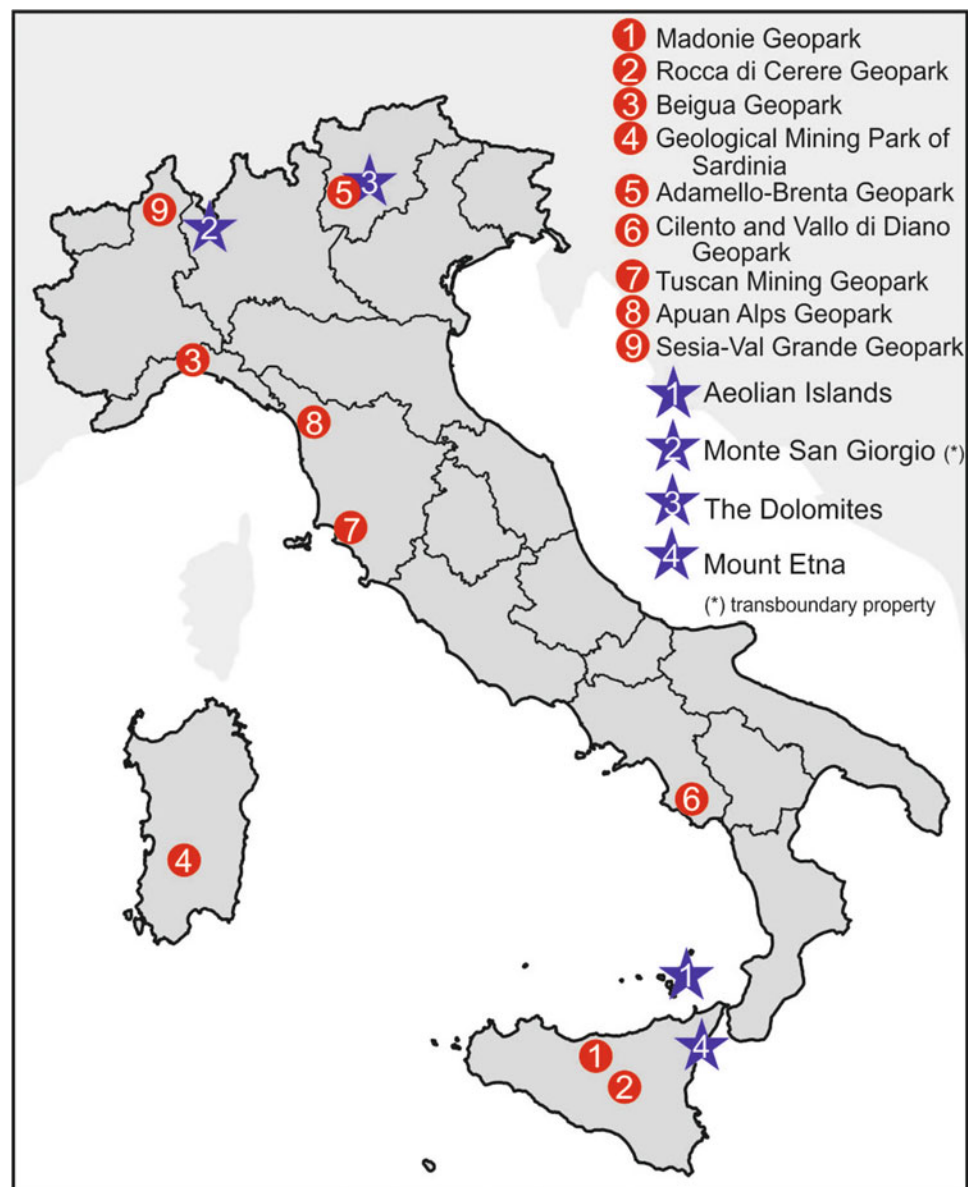 1 Madonie Geopark
2 Rocca di Cerere Geopark
3 Beigua Geopark
4 Geological Mining Park of
Sardinia
5 Adamello-Brenta Geopark
6 Cilento and Vallo di Diano
Geopark
7 Tuscan Mining Geopark
8 Apuan Alps Geopark
9 Sesia-Val Grande Geopark
1 Aeolian Islands
2 Monte San Giorgio (*)
3 The Dolomites
4 Mount Etna
(*) transboundary property
5 3
9 2
3
8
7
6
4
1
4
1
2